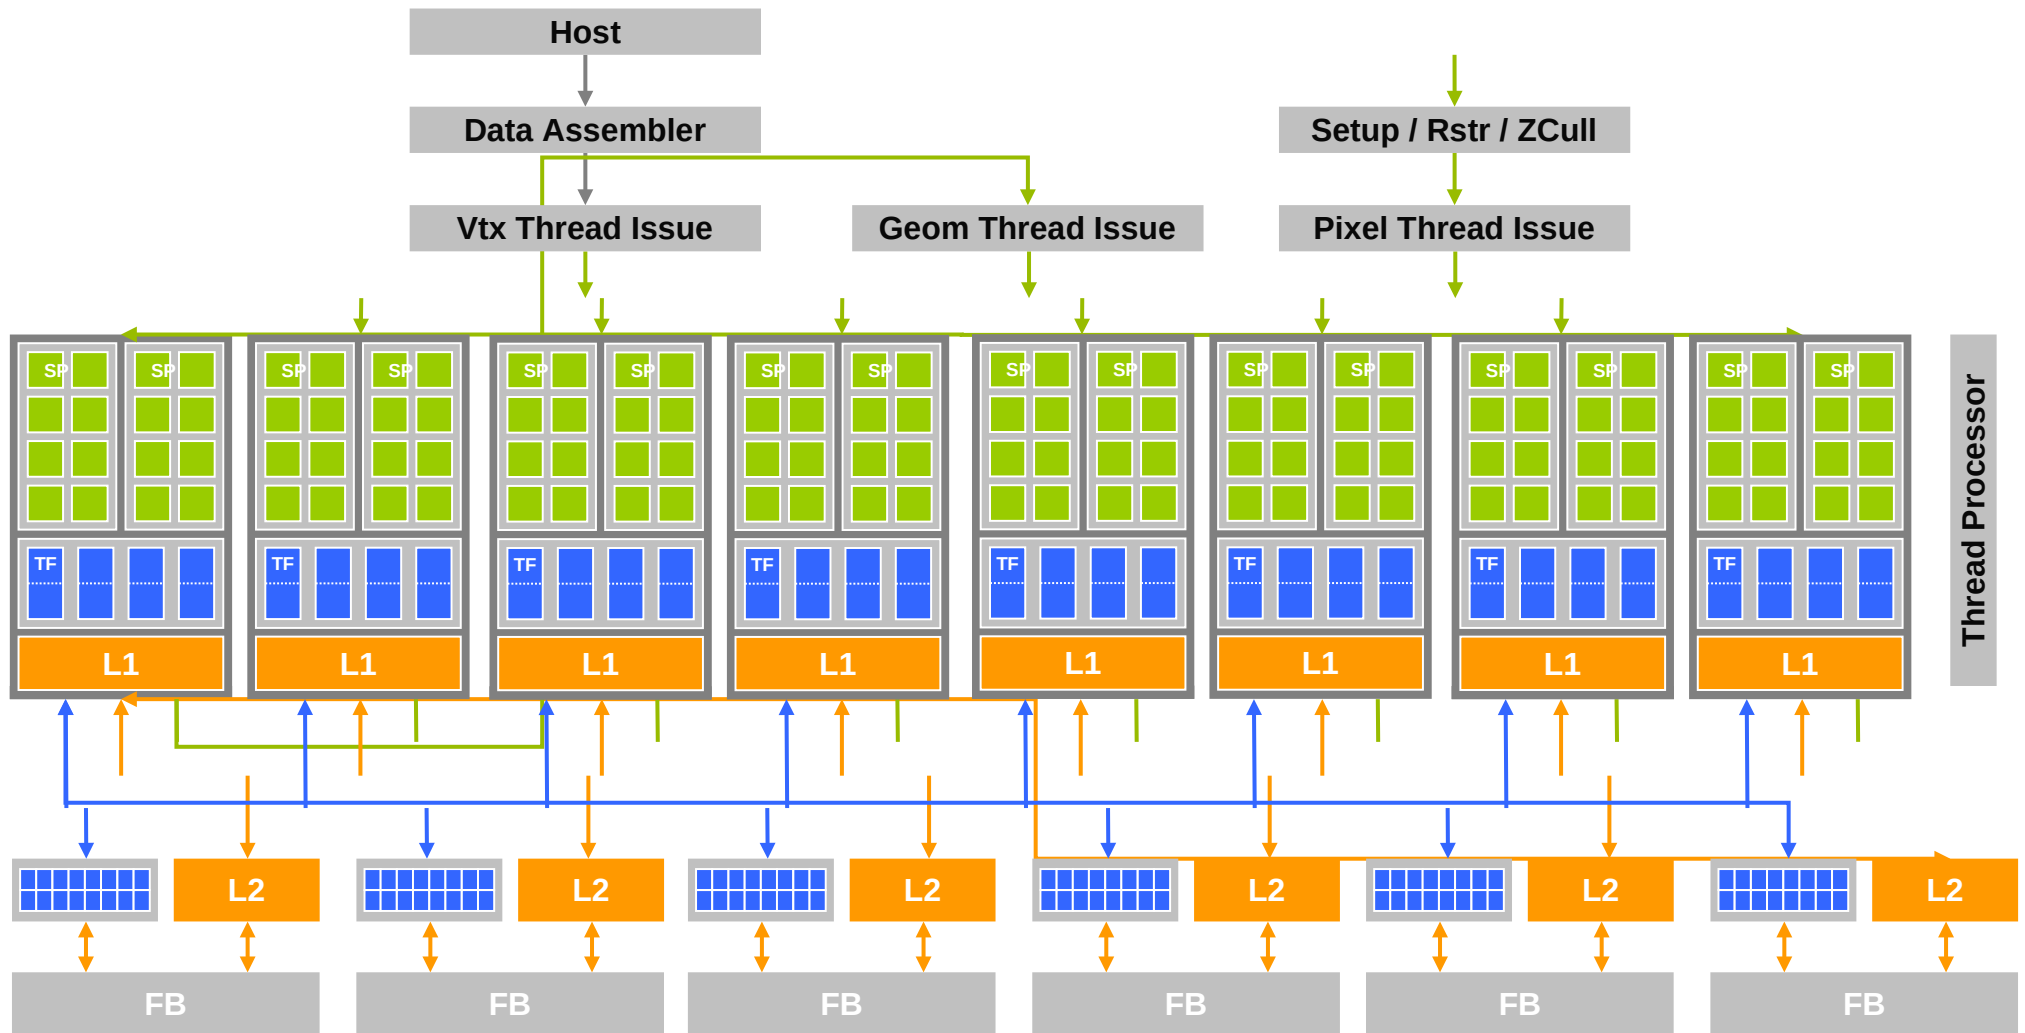 Host
Data Assembler
Setup / Rstr / ZCull
Vtx Thread Issue
Geom Thread Issue
Pixel Thread Issue
SP SP SP SP SP SP SP SP SP SP SP SP SP SP SP SP
Thread Processor
TF TF TF TF TF TF TF TF
L1 L1 L1 L1 L1 L1 L1 L1
L2 L2 L2 L2 L2 L2
FB FB FB FB FB FB